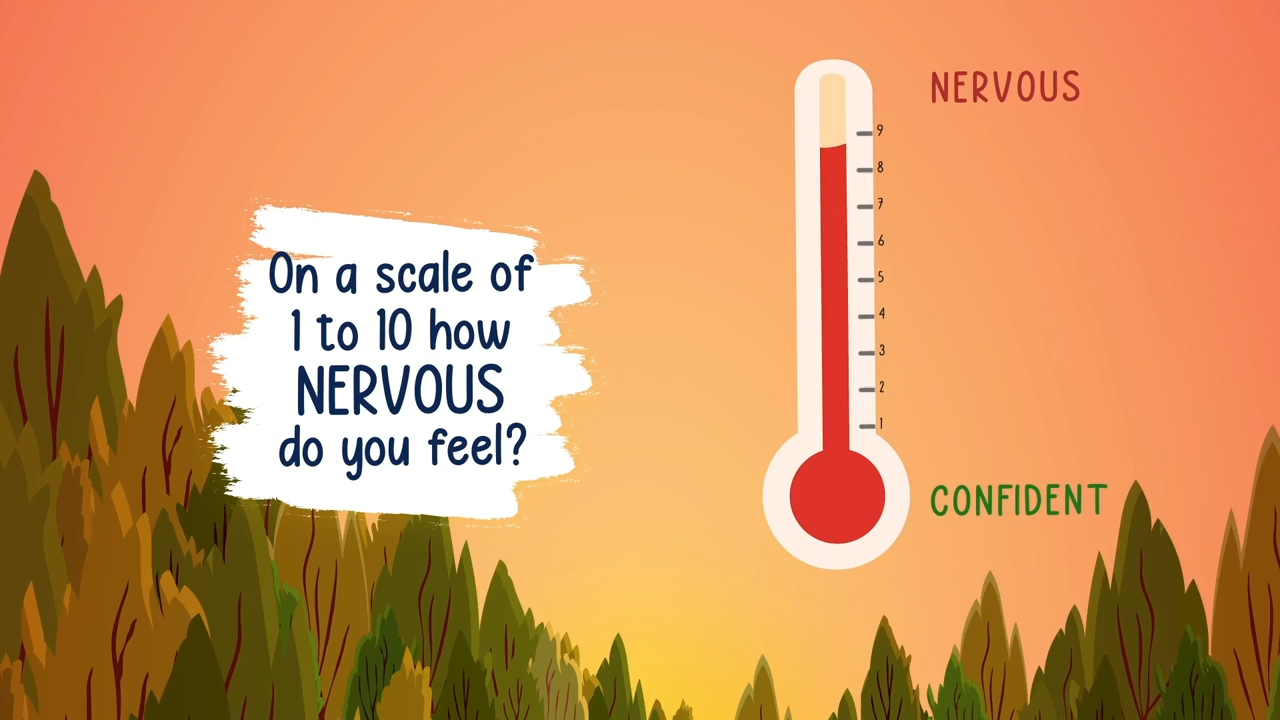 On a scale of
1 to 10 how
NERVOUS
do you feel?
NERVOUS
9
8
7
6
5
4
3
2
1
CONFIDENT